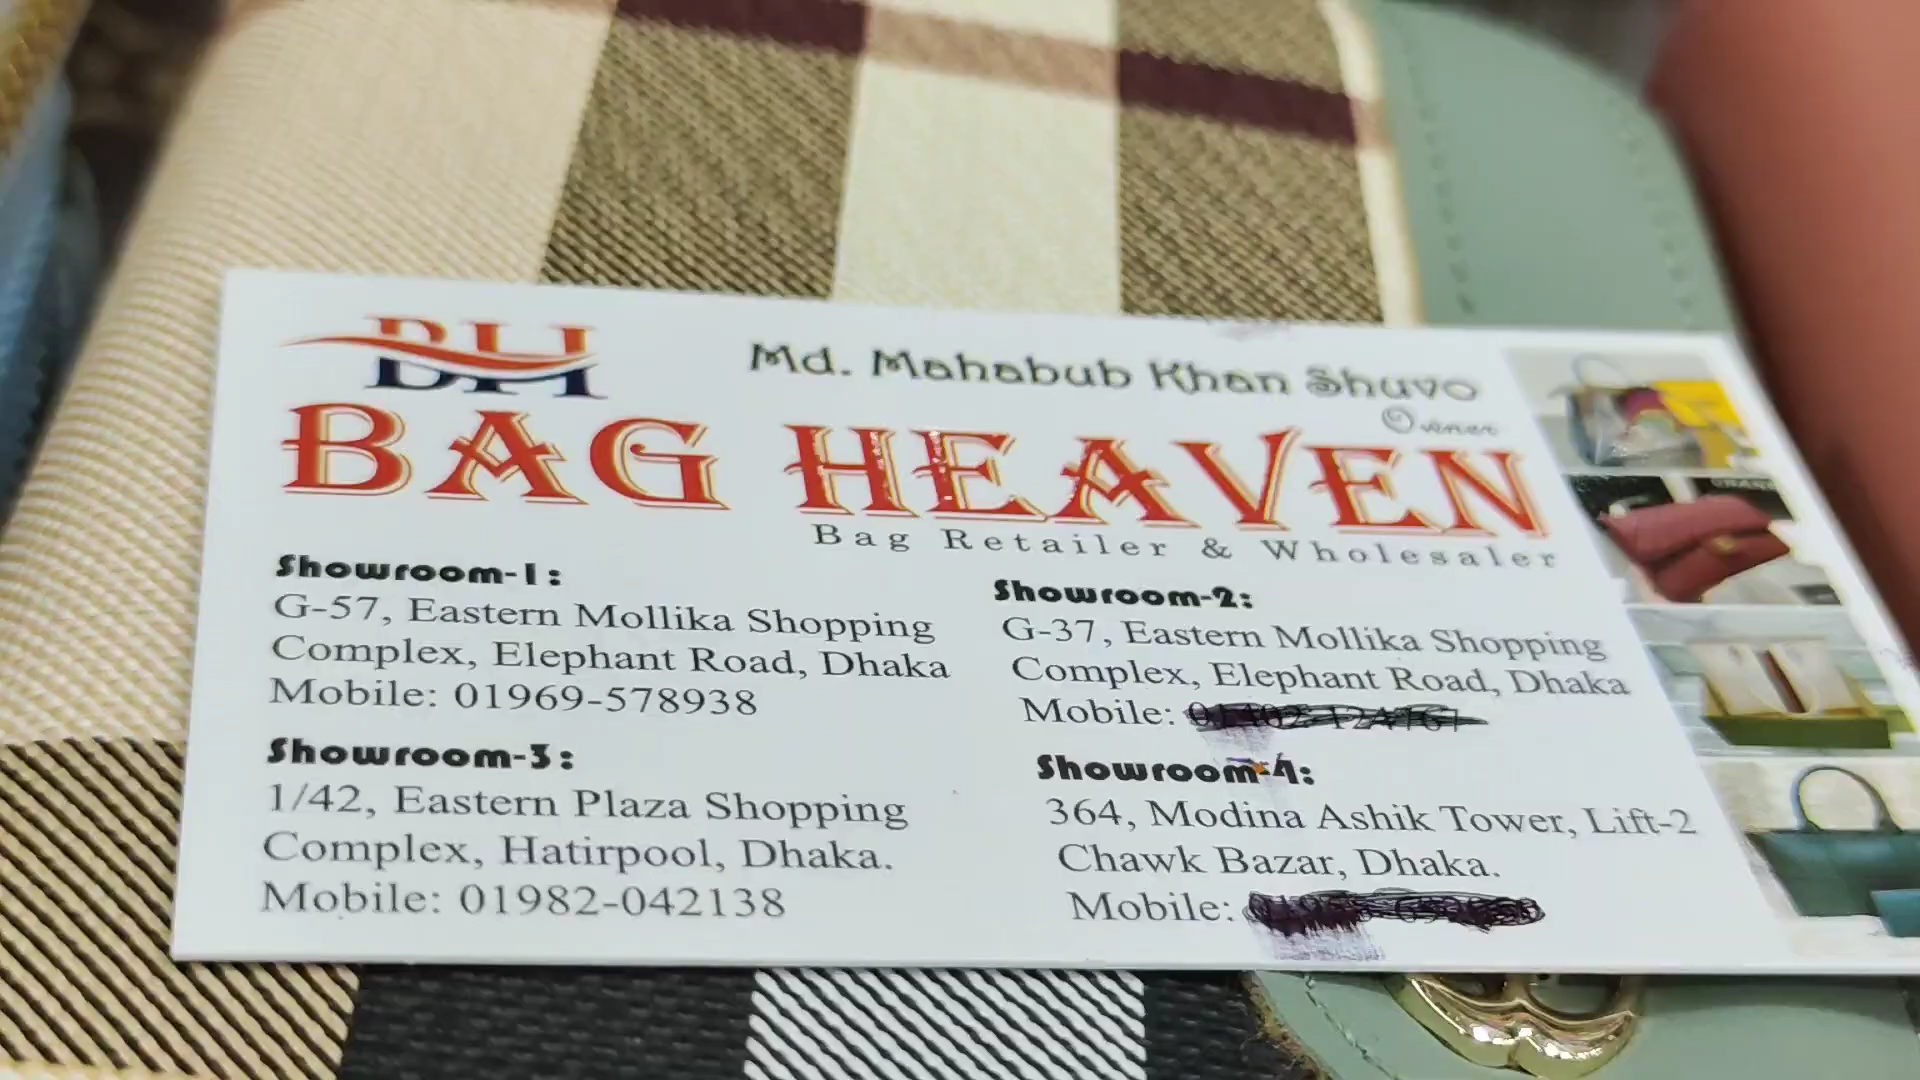 BH
Md. Mahabub Khan Shuvo
Owner
BAG HEAVEN
Bag Retailer & Wholesaler
Showroom-1:
G-57, Eastern Mollika Shopping
Complex, Elephant Road, Dhaka
Mobile: 01969-578938
Showroom-2:
G-37, Eastern Mollika Shopping
Complex, Elephant Road, Dhaka
Mobile:
Showroom-3:
1/42, Eastern Plaza Shopping
Complex, Hatirpool, Dhaka.
Mobile: 01982-042138
Showroom-4:
364, Modina Ashik Tower, Lift-2
Chawk Bazar, Dhaka.
Mobile: